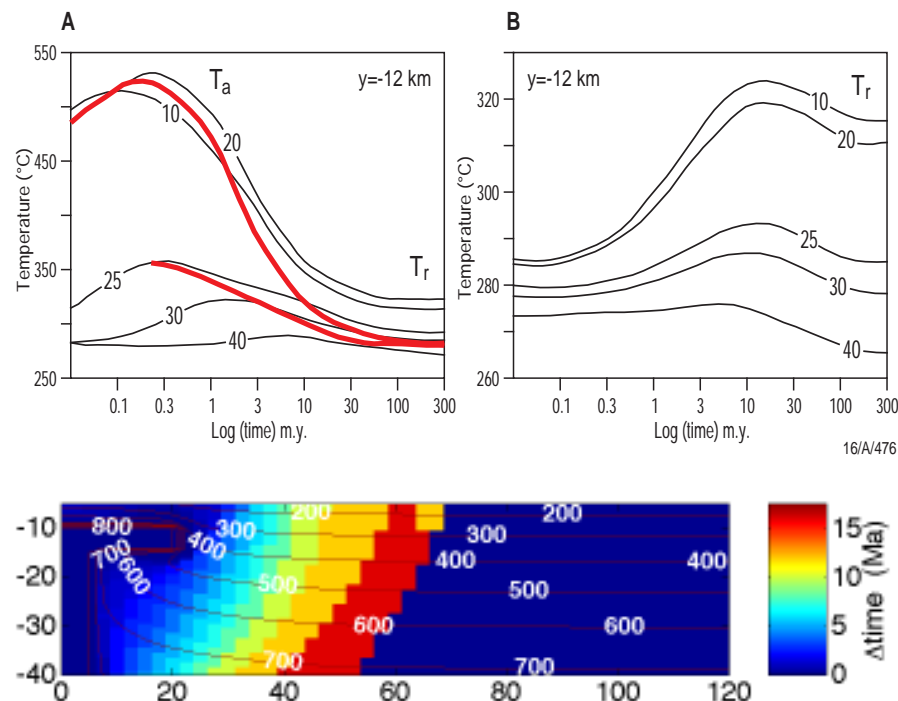 A
B
550
450
350
250
Temperature (°C)
y=-12 km
Ta
Tr
10
20
25
30
40
0.1 0.3 1 3 10 30 100 300
Log (time) m.y.
320
300
280
260
Temperature (°C)
y=-12 km
Tr
10
20
25
30
40
0.1 0.3 1 3 10 30 100 300
Log (time) m.y.
16/A/476
-10
-20
-30
-40
800
700
600
300
400
500
700
200
600
400
200
300
500
600
700
400
0 20 40 60 80 100 120
15
10
5
0
Δtime (Ma)